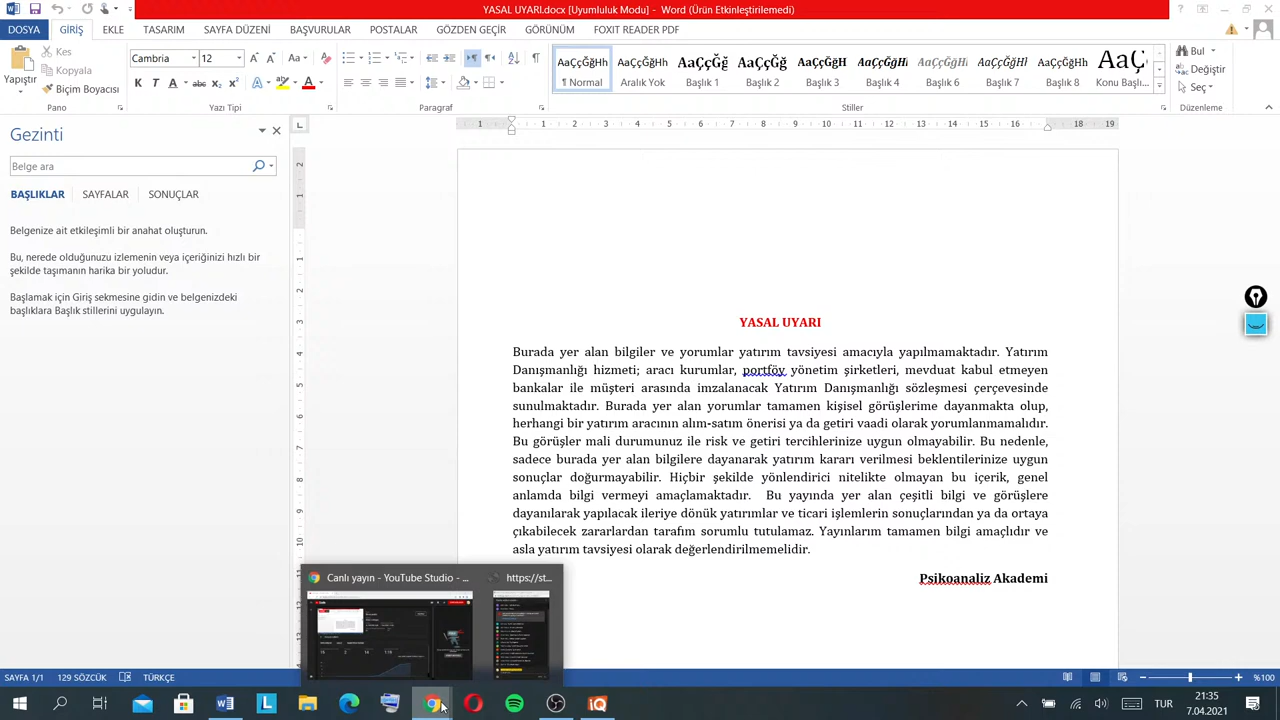 YASAL UYARI.docx [Uyumluluk Modu] - Word (Ürün Etkinleştirilemedi)
DOSYA GİRİŞ EKLE TASARIM SAYFA DÜZENİ BAŞVURULAR POSTALAR GÖZDEN GEÇİR GÖRÜNÜM FOXIT READER PDF
Yapıştır
Kes
Kopyala
Biçim Boyacısı
Cambria 12
K T A abc x₂ x²
AaÇçĞğHh AaÇçĞğHh AaÇçĞğ AaÇçĞğ AaÇçĞğH AaÇçĞğ AaÇçĞğHh AaÇçĞğHh AaÇçĞğHl AaÇçĞğHh AaÇ
¶ Normal Aralık Yok Başlık 1 Başlık 2 Başlık 3 Başlık 4 Başlık 5 Başlık 6 Başlık 7 Başlık 8 Konu Başlı...
Bul
Değiştir
Seç
Pano Yazı Tipi Paragraf Stiller Düzenleme
Gezinti
Belge ara
BAŞLIKLAR SAYFALAR SONUÇLAR
Belgenize ait etkileşimli bir anahat oluşturun.
Bu, nerede olduğunuzu izlemenin veya içeriğinizi hızlı bir
şekilde taşımanın harika bir yoludur.
Başlamak için Giriş sekmesine gidin ve belgenizdeki
başlıklara Başlık stillerini uygulayın.
YASAL UYARI
Burada yer alan bilgiler ve yorumlar yatırım tavsiyesi amacıyla yapılmamaktadır. Yatırım
Danışmanlığı hizmeti; aracı kurumlar, portföy yönetim şirketleri, mevduat kabul etmeyen
bankalar ile müşteri arasında imzalanacak Yatırım Danışmanlığı sözleşmesi çerçevesinde
sunulmaktadır. Burada yer alan yorumlar tamamen kişisel görüşlerime dayanmakta olup,
herhangi bir yatırım aracının alım-satım önerisi ya da getiri vaadi olarak yorumlanmamalıdır.
Bu görüşler mali durumunuz ile risk ve getiri tercihlerinize uygun olmayabilir. Bu nedenle,
sadece burada yer alan bilgilere dayanarak yatırım kararı verilmesi beklentilerinize uygun
sonuçlar doğurmayabilir. Hiçbir şekilde yönlendirici nitelikte olmayan bu içerik, genel
anlamda bilgi vermeyi amaçlamaktadır. Bu yayında yer alan çeşitli bilgi ve görüşlere
dayanılarak yapılacak ileriye dönük yatırımlar ve ticari işlemlerin sonuçlarından ya da ortaya
çıkabilecek zararlardan tarafım sorumlu tutulamaz. Yayınlarım tamamen bilgi amaçlıdır ve
asla yatırım tavsiyesi olarak değerlendirilmemelidir.
Psikoanaliz Akademi
Canlı yayın - YouTube Studio - ... https://st...
SAYFA 1/1 TÜRKÇE %100
TUR
21:35
7.04.2021